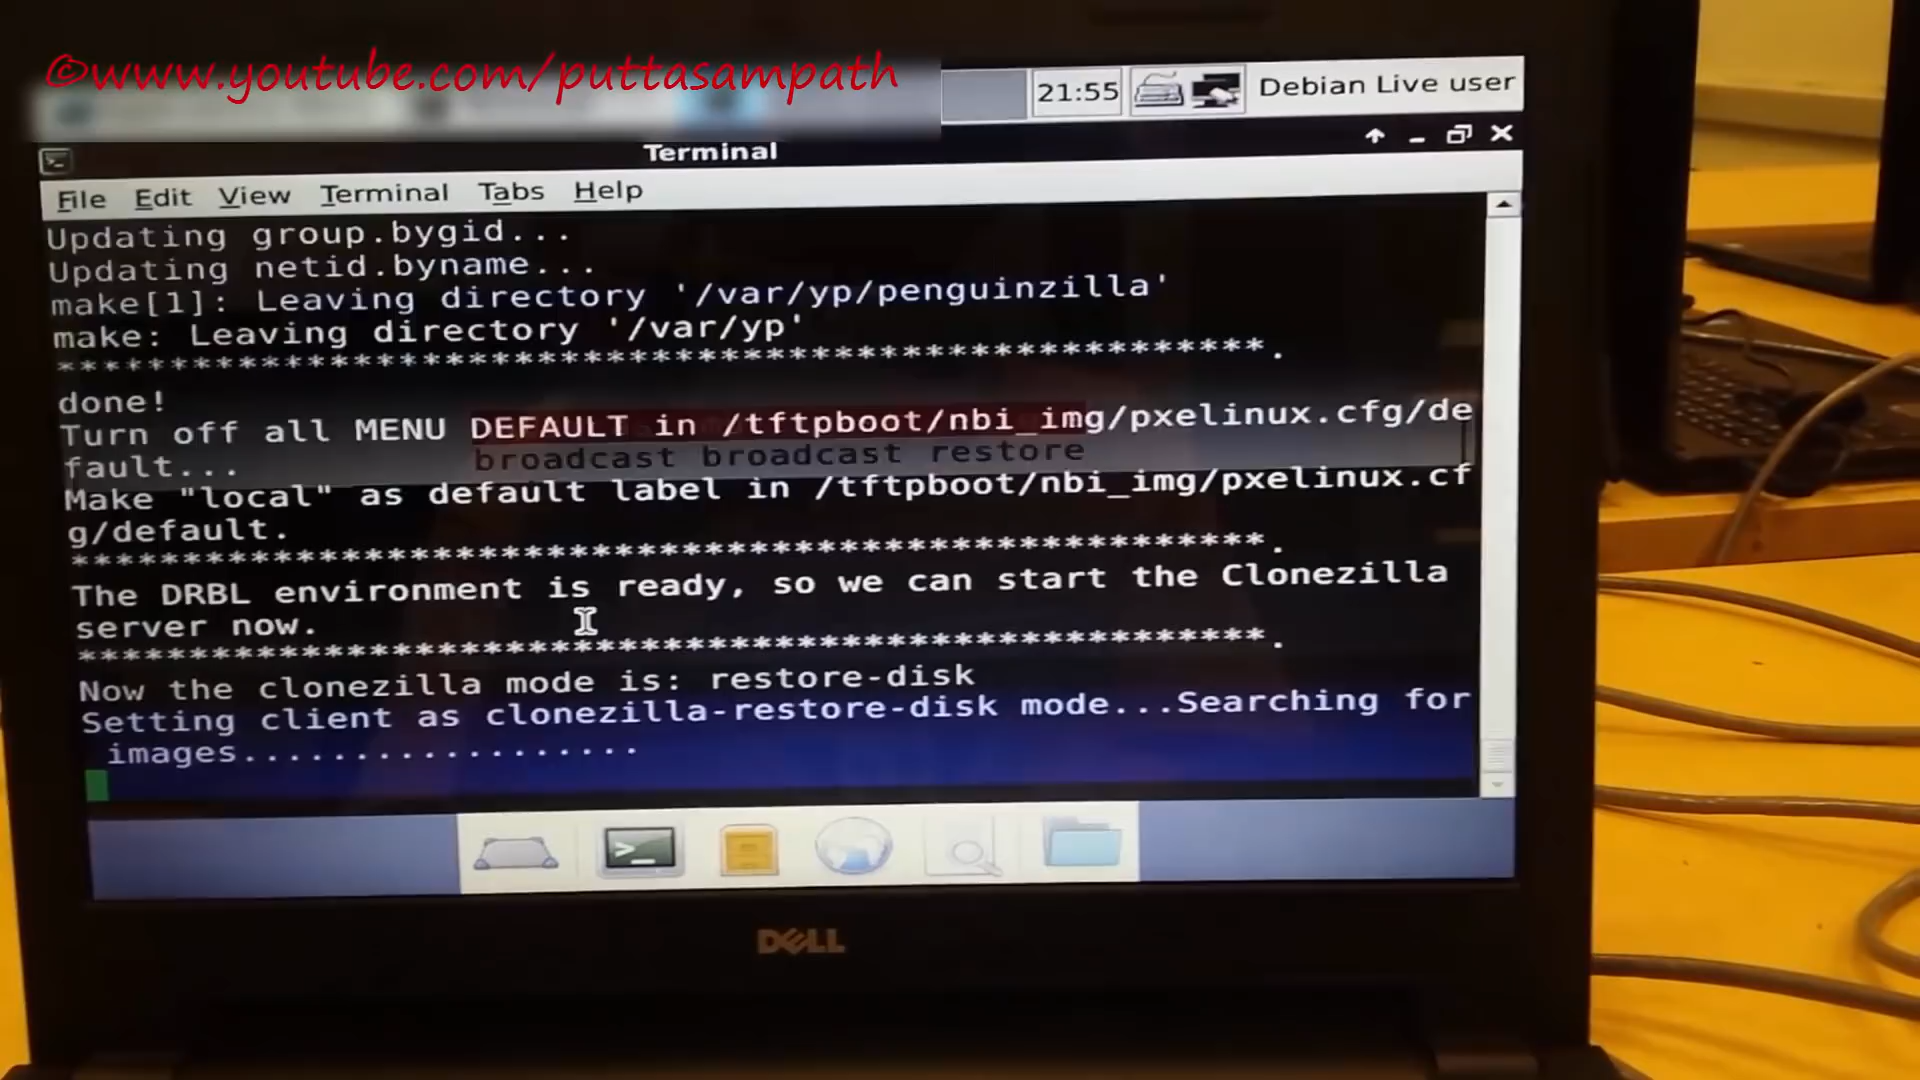 ©www.youtube.com/puttasampath
21:55
Debian Live user
Terminal
File Edit View Terminal Tabs Help
Updating group.bygid...
Updating netid.byname...
make[1]: Leaving directory '/var/yp/penguinzilla'
make: Leaving directory '/var/yp'
*****************************************************.
done!
Turn off all MENU DEFAULT in /tftpboot/nbi_img/pxelinux.cfg/de
fault...
broadcast broadcast restore
Make "local" as default label in /tftpboot/nbi_img/pxelinux.cf
g/default.
*****************************************************.
The DRBL environment is ready, so we can start the Clonezilla
server now.
*****************************************************.
Now the clonezilla mode is: restore-disk
Setting client as clonezilla-restore-disk mode...Searching for
images..................
DELL